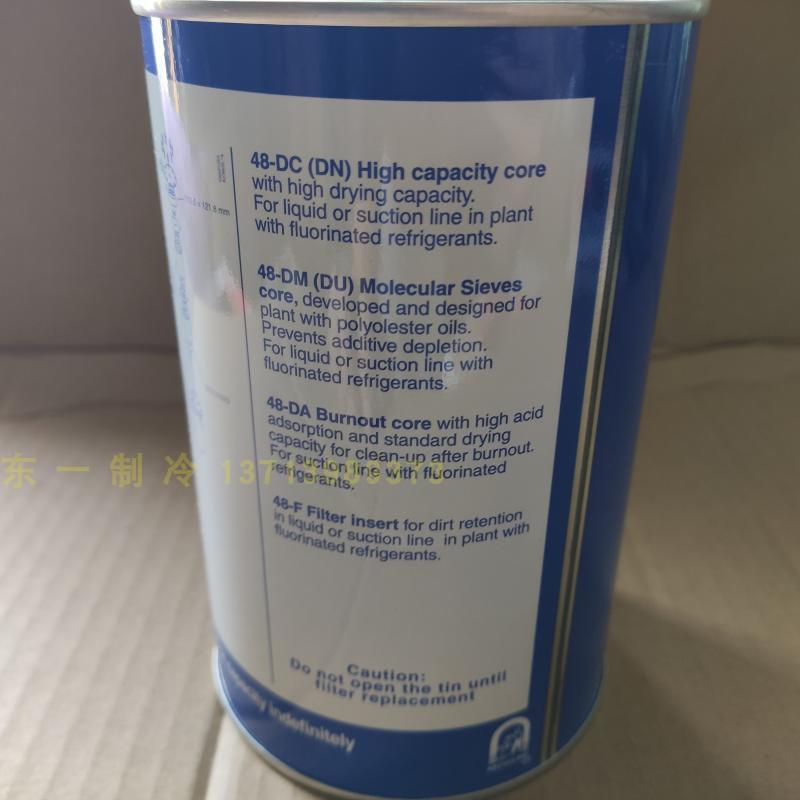 48-DC (DN) High capacity core
with high drying capacity.
For liquid or suction line in plant
with fluorinated refrigerants.
48-DM (DU) Molecular Sieves
core, developed and designed for
plant with polyolester oils.
Prevents additive depletion.
For liquid or suction line with
fluorinated refrigerants.
48-DA Burnout core with high acid
adsorption and standard drying
capacity for clean-up after burnout.
For suction line with fluorinated
refrigerants.
48-F Filter insert for dirt retention
in liquid or suction line in plant with
fluorinated refrigerants.
Caution:
Do not open the tin until
filter replacement
indefinitely
x 121.8 mm
东一制冷